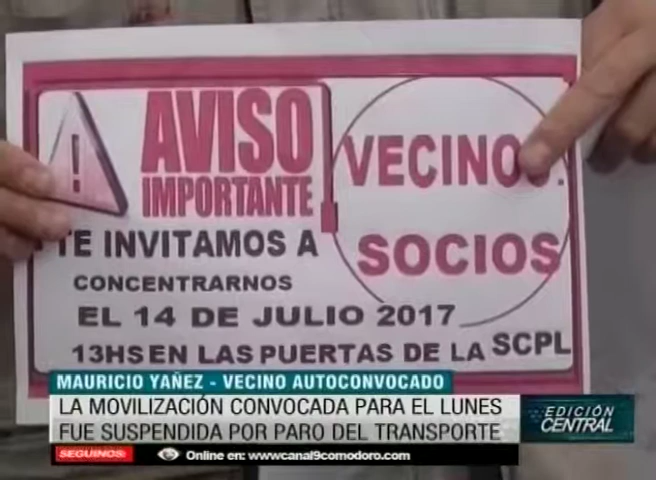 !
AVISO
IMPORTANTE
VECINOS.
SOCIOS
TE INVITAMOS A
CONCENTRARNOS
EL 14 DE JULIO 2017
13HS EN LAS PUERTAS DE LA SCPL
MAURICIO YAÑEZ - VECINO AUTOCONVOCADO
LA MOVILIZACIÓN CONVOCADA PARA EL LUNES
FUE SUSPENDIDA POR PARO DEL TRANSPORTE
EDICIÓN
CENTRAL
SEGUINOS:
Online en: www.canal9comodoro.com